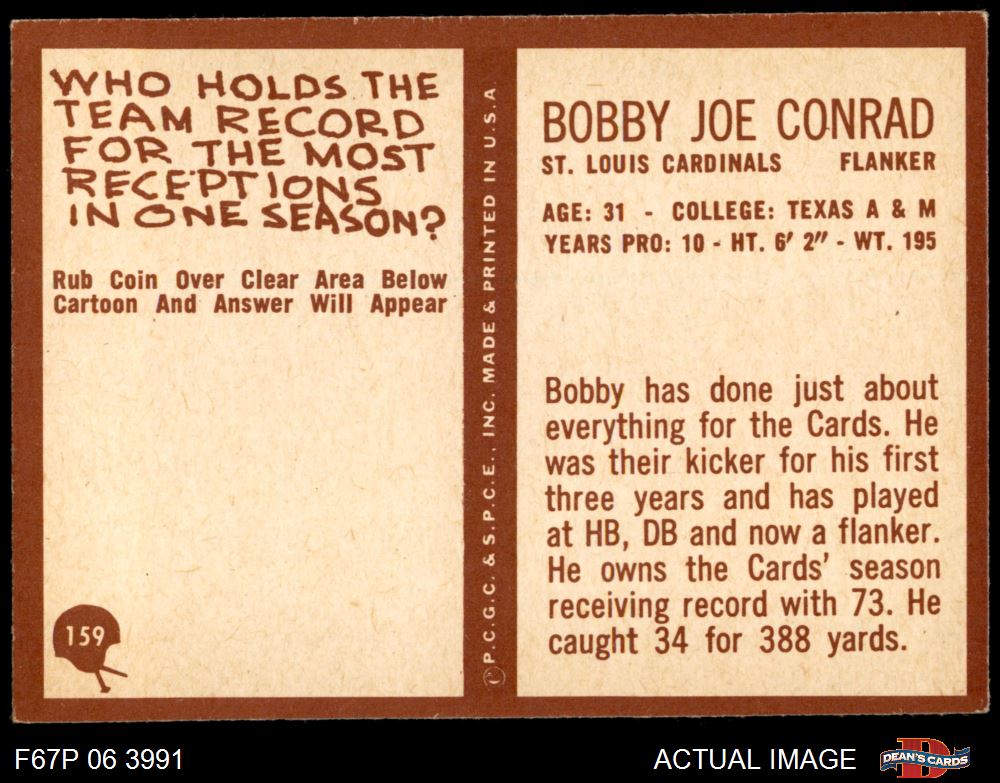 WHO HOLDS THE
TEAM RECORD
FOR THE MOST
RECEPTIONS
IN ONE SEASON?
Rub Coin Over Clear Area Below
Cartoon And Answer Will Appear
159
© P.C.G.C. & S.P.C.E., INC. MADE & PRINTED IN U.S.A.
BOBBY JOE CONRAD
ST. LOUIS CARDINALS FLANKER
AGE: 31 - COLLEGE: TEXAS A & M
YEARS PRO: 10 - HT. 6' 2" - WT. 195
Bobby has done just about
everything for the Cards. He
was their kicker for his first
three years and has played
at HB, DB and now a flanker.
He owns the Cards' season
receiving record with 73. He
caught 34 for 388 yards.
F67P 06 3991
ACTUAL IMAGE
DEAN'S CARDS